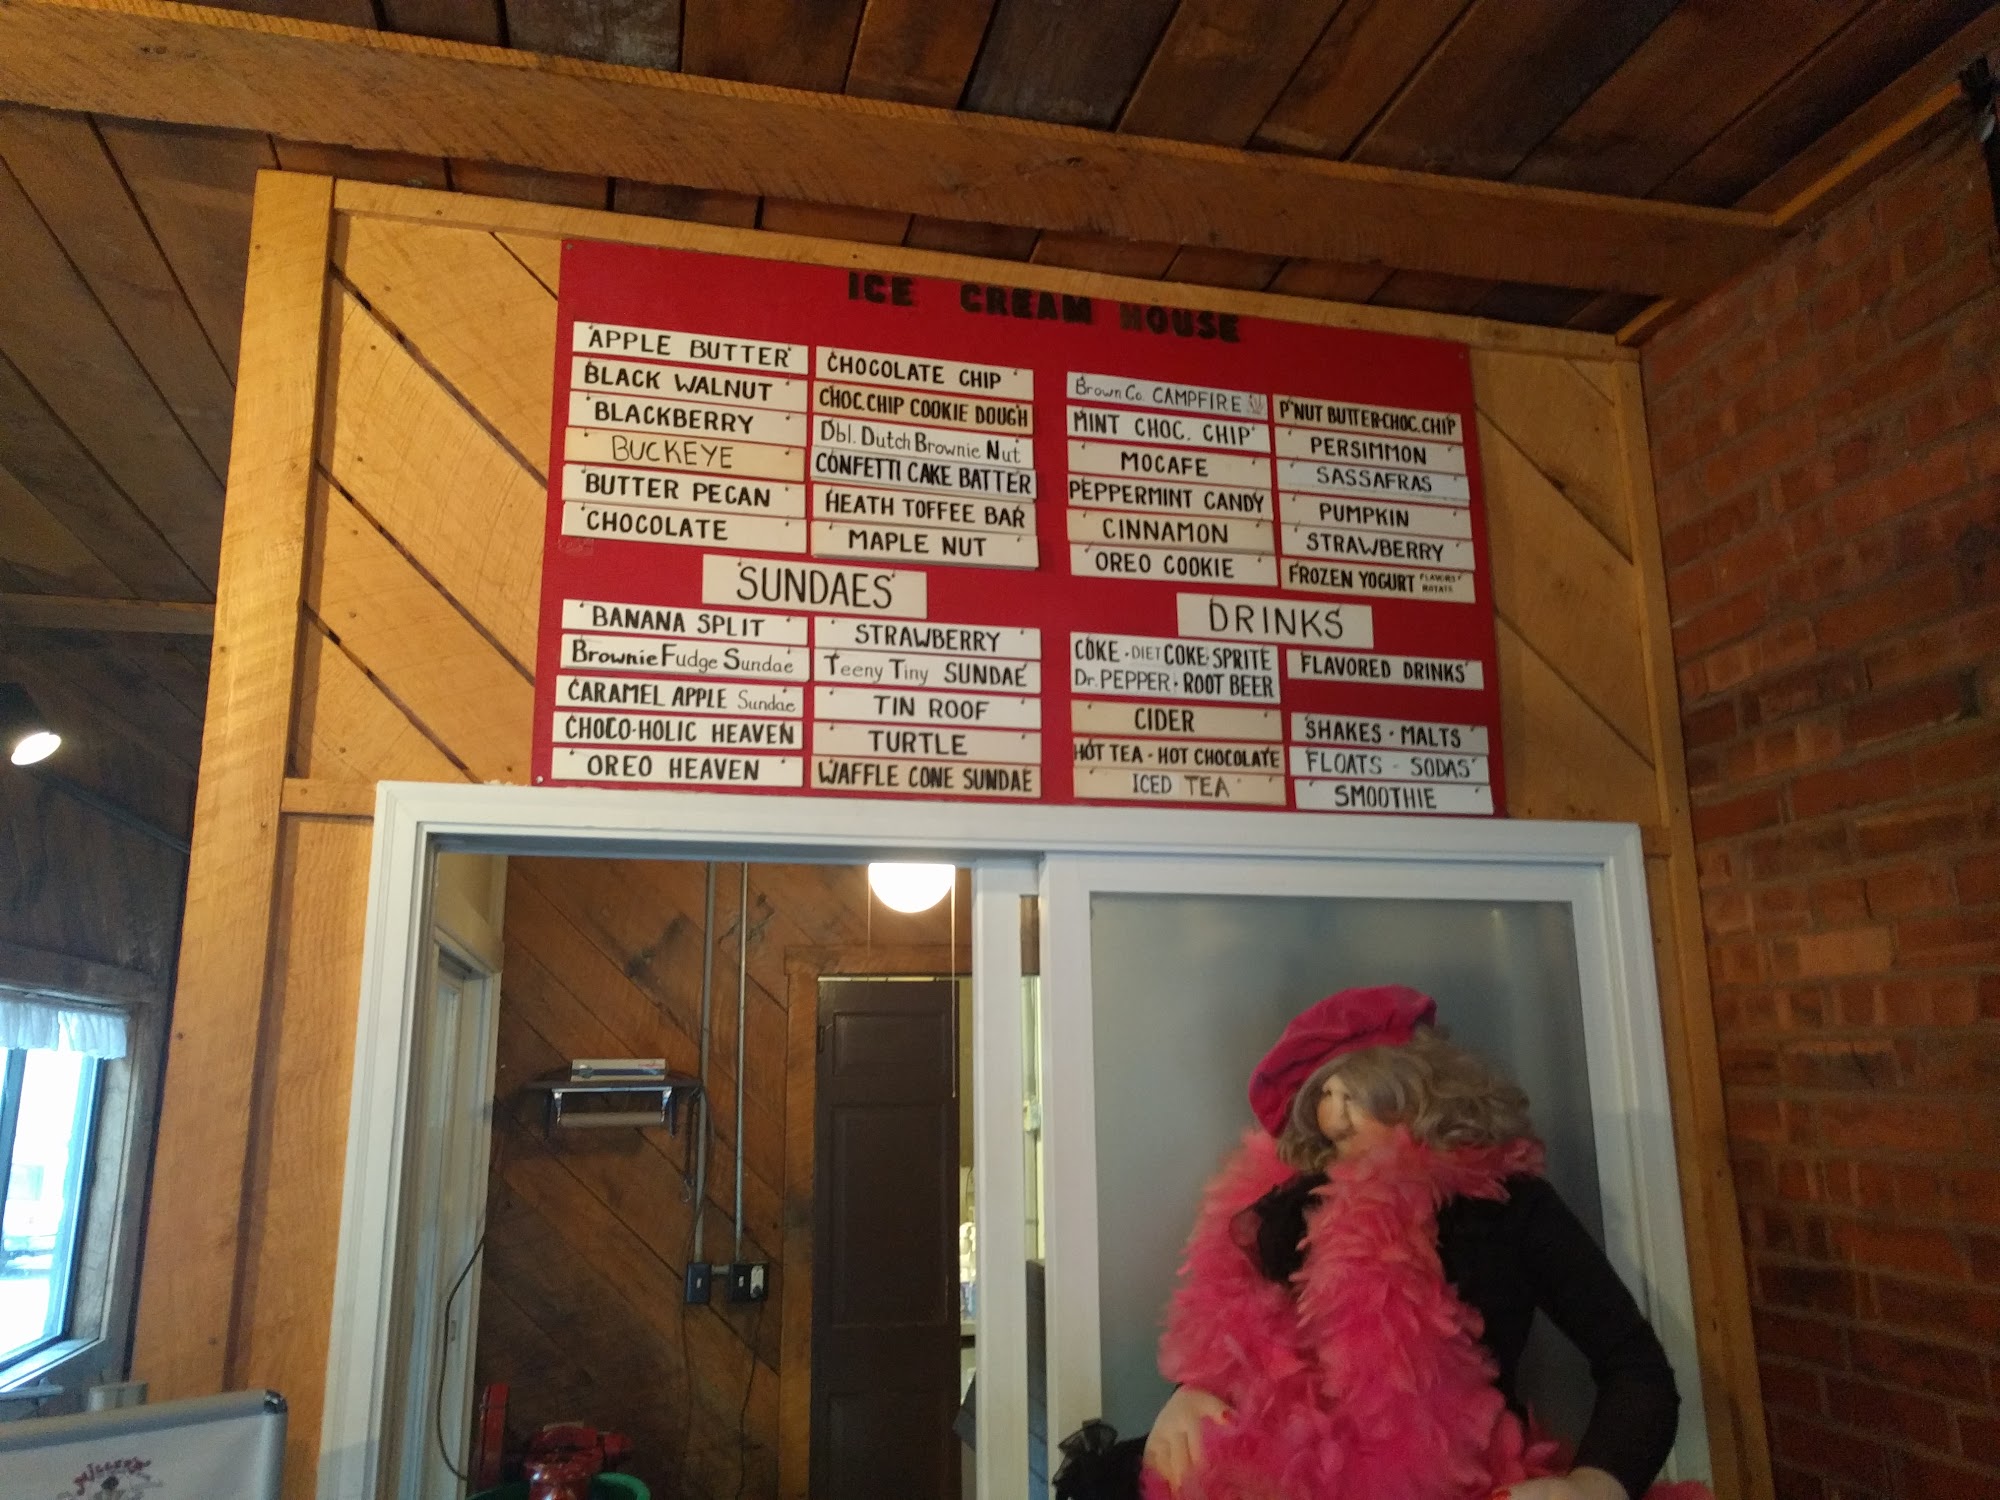 ICE CREAM HOUSE
APPLE BUTTER
BLACK WALNUT
BLACKBERRY
BUCKEYE
BUTTER PECAN
CHOCOLATE
CHOCOLATE CHIP
CHOC. CHIP COOKIE DOUGH
Dbl. Dutch Brownie Nut
CONFETTI CAKE BATTER
HEATH TOFFEE BAR
MAPLE NUT
Brown Co. CAMPFIRE
MINT CHOC. CHIP
MOCAFE
PEPPERMINT CANDY
CINNAMON
OREO COOKIE
P'NUT BUTTER-CHOC. CHIP
PERSIMMON
SASSAFRAS
PUMPKIN
STRAWBERRY
FROZEN YOGURT FLAVORS ROTATE
SUNDAES
BANANA SPLIT
Brownie Fudge Sundae
CARAMEL APPLE Sundae
CHOCO-HOLIC HEAVEN
OREO HEAVEN
STRAWBERRY
Teeny Tiny SUNDAE
TIN ROOF
TURTLE
WAFFLE CONE SUNDAE
DRINKS
COKE - DIET COKE - SPRITE
Dr. PEPPER - ROOT BEER
CIDER
HOT TEA - HOT CHOCOLATE
ICED TEA
FLAVORED DRINKS
SHAKES - MALTS
FLOATS - SODAS
SMOOTHIE
MILLER'S